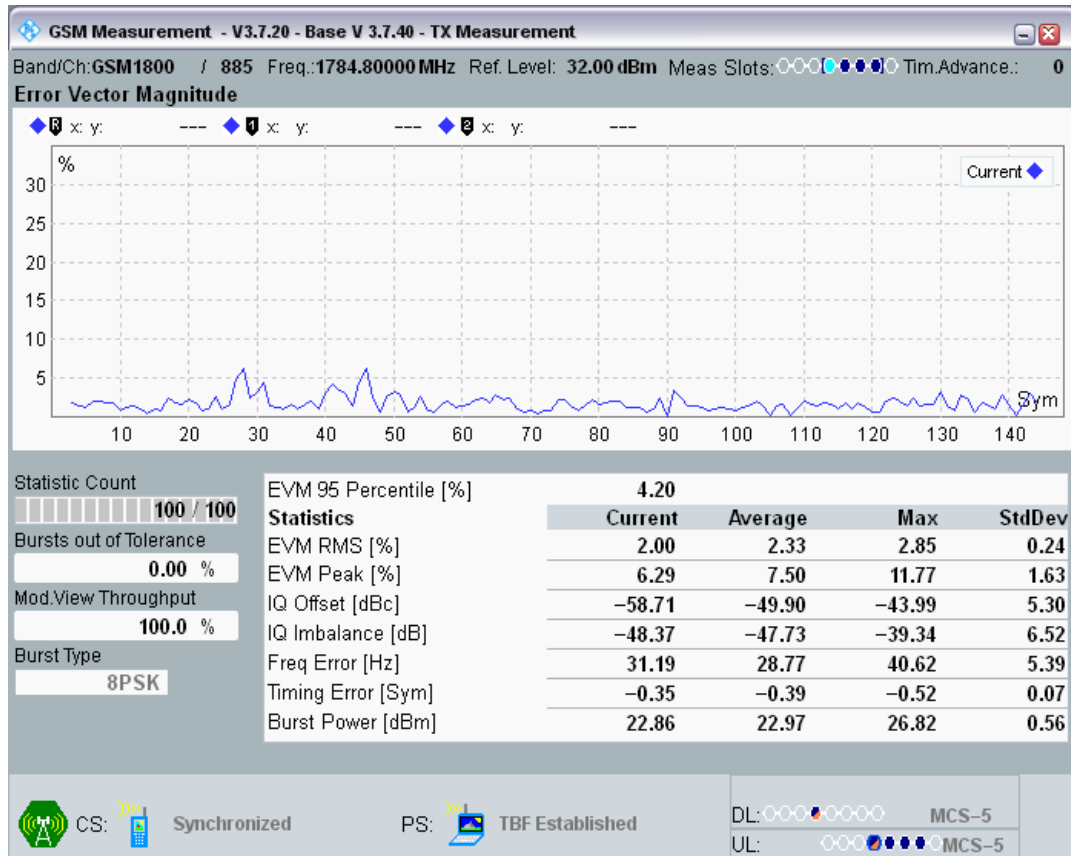 GSM Measurement - V3.7.20 - Base V 3.7.40 - TX Measurement
Band/Ch:GSM1800 / 885 Freq.:1784.80000 MHz Ref. Level: 32.00 dBm Meas Slots: Tim.Advance.: 0
Error Vector Magnitude
R x: y: --- 1 x: y: --- 2 x: y: ---
%
Current
30
25
20
15
10
5
Sym
10 20 30 40 50 60 70 80 90 100 110 120 130 140
Statistic Count
100 / 100
Bursts out of Tolerance
0.00 %
Mod.View Throughput
100.0 %
Burst Type
8PSK
EVM 95 Percentile [%] 4.20
Statistics Current Average Max StdDev
EVM RMS [%] 2.00 2.33 2.85 0.24
EVM Peak [%] 6.29 7.50 11.77 1.63
IQ Offset [dBc] −58.71 −49.90 −43.99 5.30
IQ Imbalance [dB] −48.37 −47.73 −39.34 6.52
Freq Error [Hz] 31.19 28.77 40.62 5.39
Timing Error [Sym] −0.35 −0.39 −0.52 0.07
Burst Power [dBm] 22.86 22.97 26.82 0.56
CS: Synchronized PS: TBF Established
DL: MCS−5
UL: MCS−5